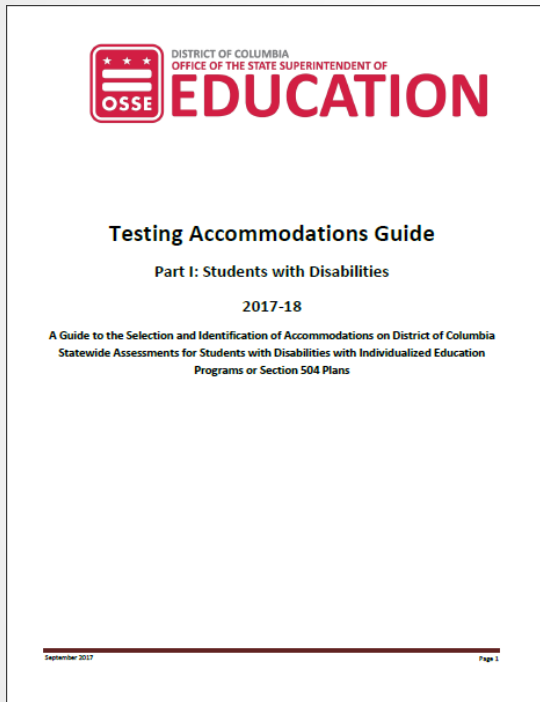 DISTRICT OF COLUMBIA
OFFICE OF THE STATE SUPERINTENDENT OF
EDUCATION
OSSE
Testing Accommodations Guide
Part I: Students with Disabilities
2017-18
A Guide to the Selection and Identification of Accommodations on District of Columbia
Statewide Assessments for Students with Disabilities with Individualized Education
Programs or Section 504 Plans
September 2017
Page 1